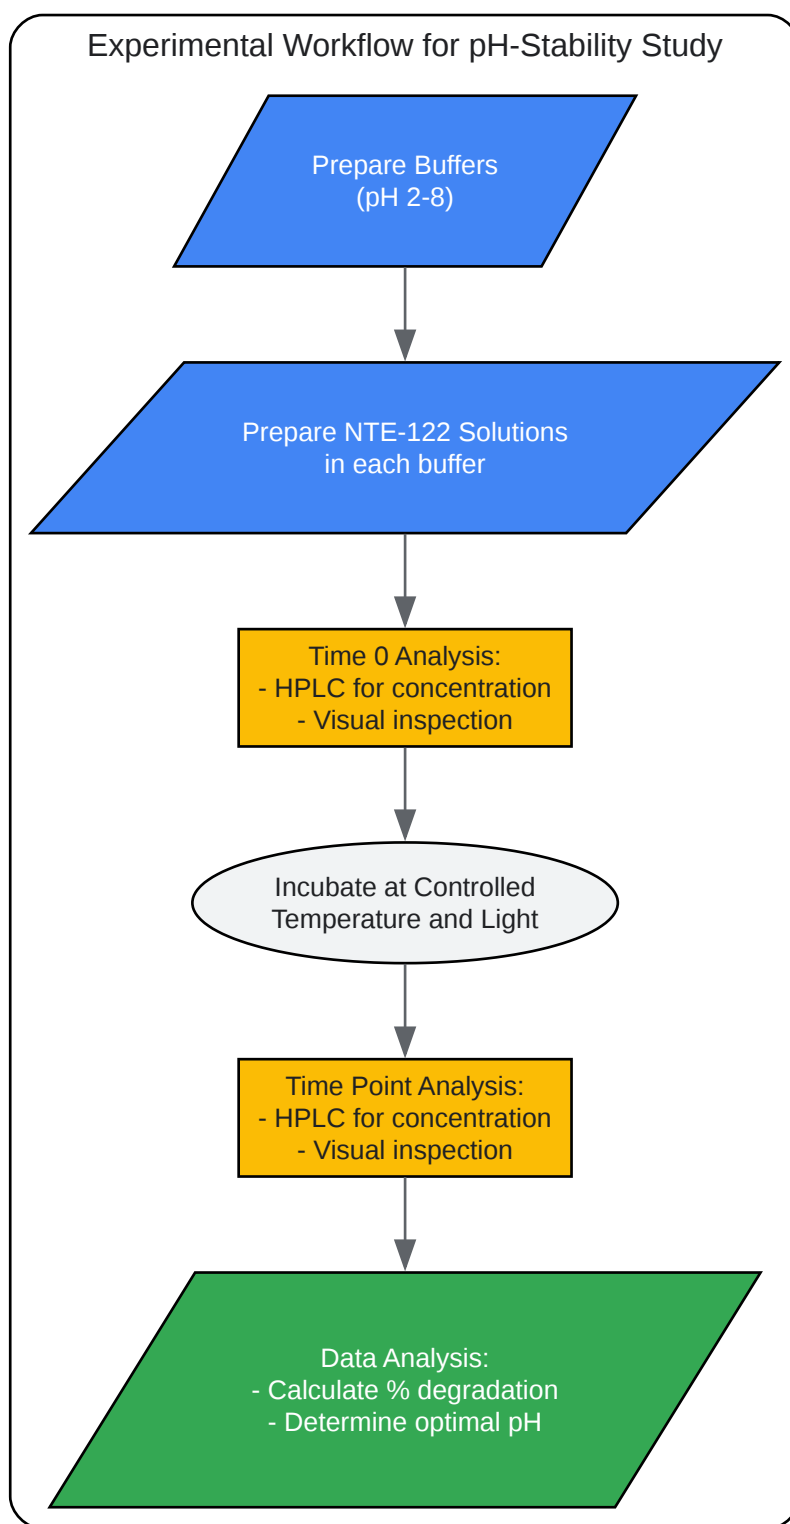 Experimental Workflow for pH-Stability Study
Prepare Buffers
(pH 2-8)
Prepare NTE-122 Solutions
in each buffer
Time 0 Analysis:
- HPLC for concentration
- Visual inspection
Incubate at Controlled
Temperature and Light
Time Point Analysis:
- HPLC for concentration
- Visual inspection
Data Analysis:
- Calculate % degradation
- Determine optimal pH